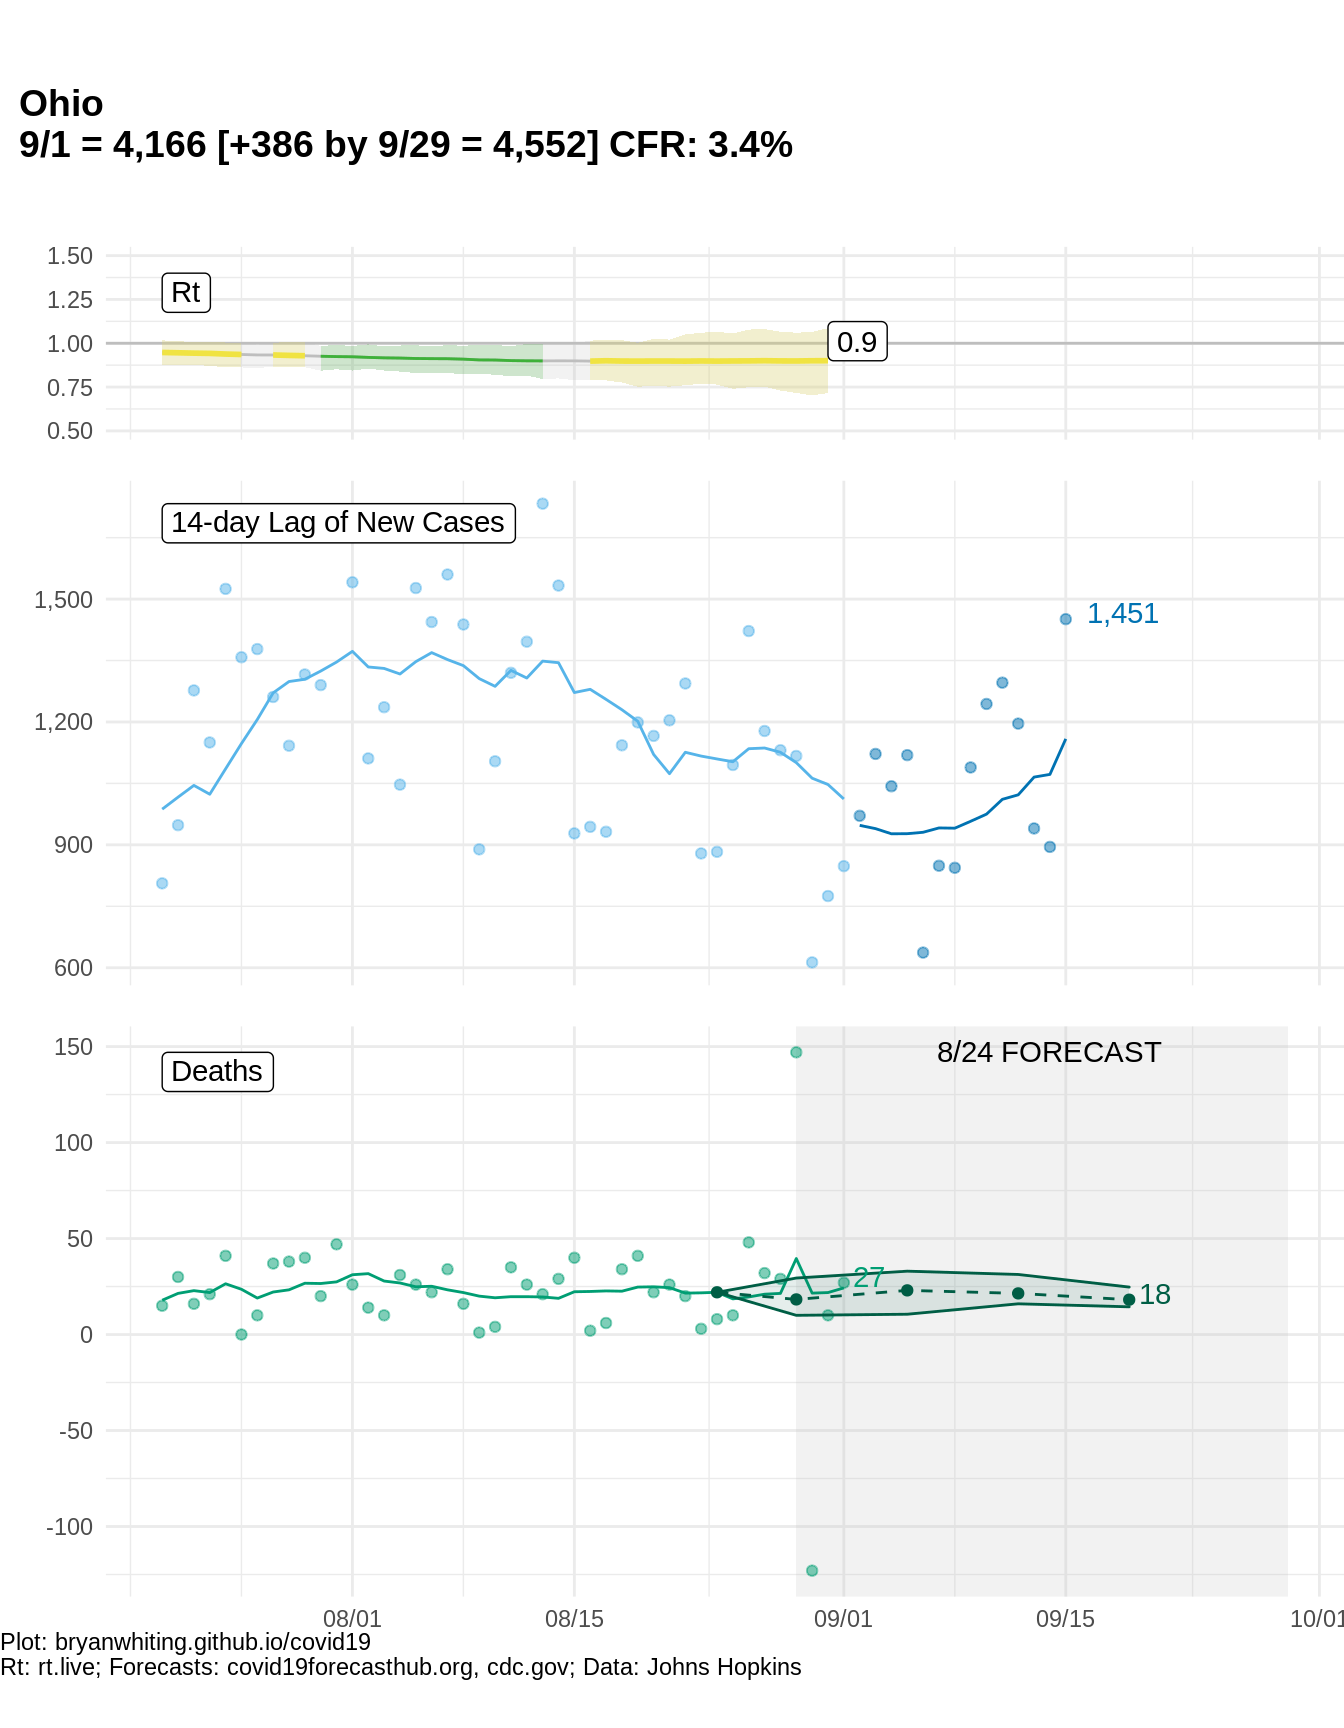 Ohio
9/1 = 4,166 [+386 by 9/29 = 4,552] CFR: 3.4%
1.50
Rt
1.25
1.00
0.9
0.75
0.50
14-day Lag of New Cases
1,500
1,451
1,200
900
600
150
8/24 FORECAST
Deaths
100
50
27
18
0
-50
-100
08/01 08/15 09/01 09/15 10/01
Plot: bryanwhiting.github.io/covid19
Rt: rt.live; Forecasts: covid19forecasthub.org, cdc.gov; Data: Johns Hopkins